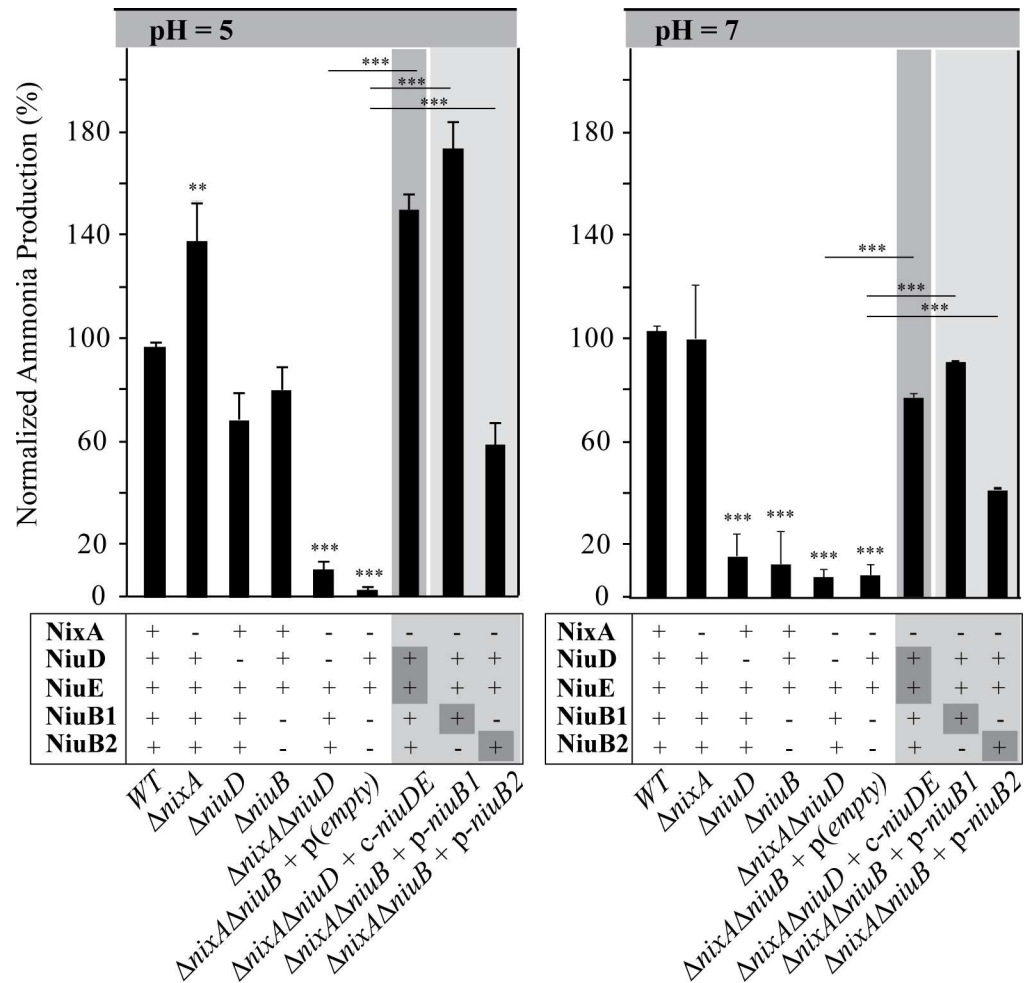 pH = 5
Normalized Ammonia Production (%)
180
140
100
60
20
0
***
***
***
**
***
***
NixA + - + + - - - - -
NiuD + + - + - + + + +
NiuE + + + + + + + + +
NiuB1 + + + - + - + + -
NiuB2 + + + - + - + - +
WT
ΔnixA
ΔniuD
ΔniuB
ΔnixAΔniuD
ΔnixAΔniuB + p(empty)
ΔnixAΔniuD + c-niuDE
ΔnixAΔniuB + p-niuB1
ΔnixAΔniuB + p-niuB2
pH = 7
180
140
100
60
20
0
***
***
***
***
***
***
***
NixA + - + + - - - - -
NiuD + + - + - + + + +
NiuE + + + + + + + + +
NiuB1 + + + - + - + + -
NiuB2 + + + - + - + - +
WT
ΔnixA
ΔniuD
ΔniuB
ΔnixAΔniuD
ΔnixAΔniuB + p(empty)
ΔnixAΔniuD + c-niuDE
ΔnixAΔniuB + p-niuB1
ΔnixAΔniuB + p-niuB2